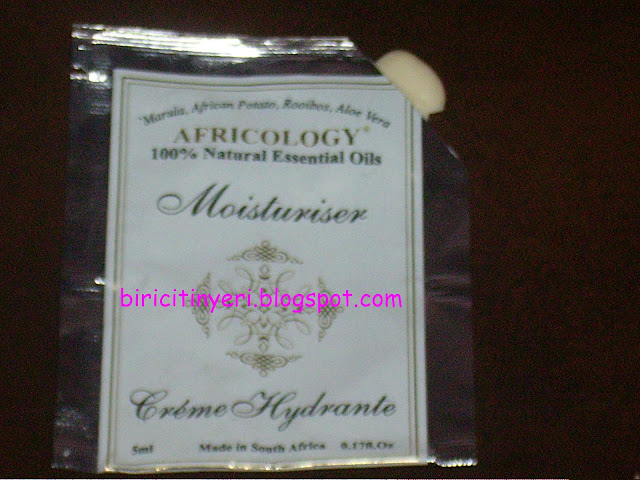 *Marula, African Potato, Rooibos, Aloe Vera
AFRICOLOGY®
100% Natural Essential Oils
Moisturiser
biricitinyeri.blogspot.com
Créme Hydrante
5ml Made in South Africa 0.17fl.Oz